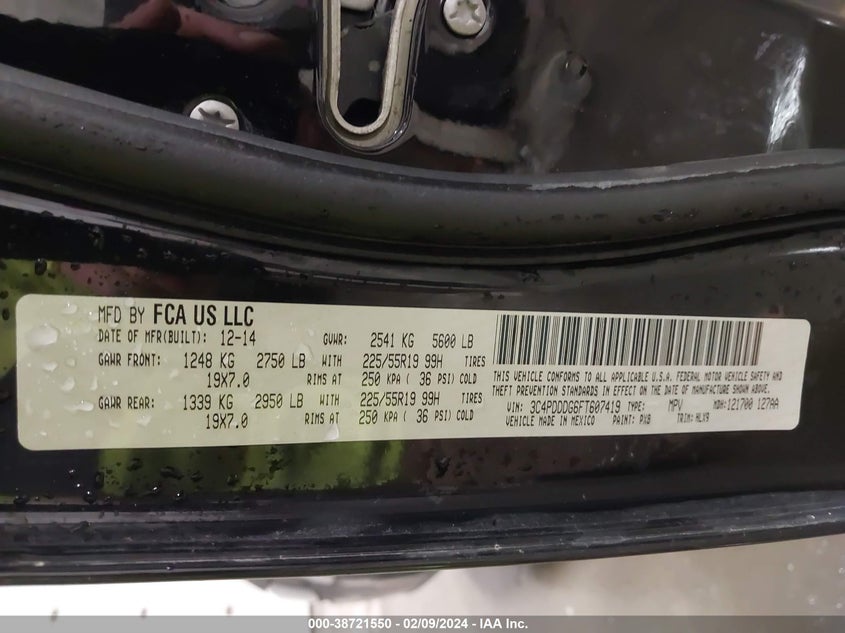 MFD BY FCA US LLC
DATE OF MFR(BUILT): 12-14 GVWR: 2541 KG 5600 LB
GAWR FRONT: 1248 KG 2750 LB WITH 225/55R19 99H TIRES
19X7.0 RIMS AT 250 KPA ( 36 PSI) COLD
GAWR REAR: 1339 KG 2950 LB WITH 225/55R19 99H TIRES
19X7.0 RIMS AT 250 KPA ( 36 PSI) COLD
THIS VEHICLE CONFORMS TO ALL APPLICABLE U.S.A. FEDERAL MOTOR VEHICLE SAFETY AND
THEFT PREVENTION STANDARDS IN EFFECT ON THE DATE OF MANUFACTURE SHOWN ABOVE.
VIN: 3C4PDDDG6FT607419 TYPE: MPV MDH: 121700 127AA
VEHICLE MADE IN MEXICO PAINT: PX8 TRIM: HLX9
000-38721550 - 02/09/2024 - IAA Inc.